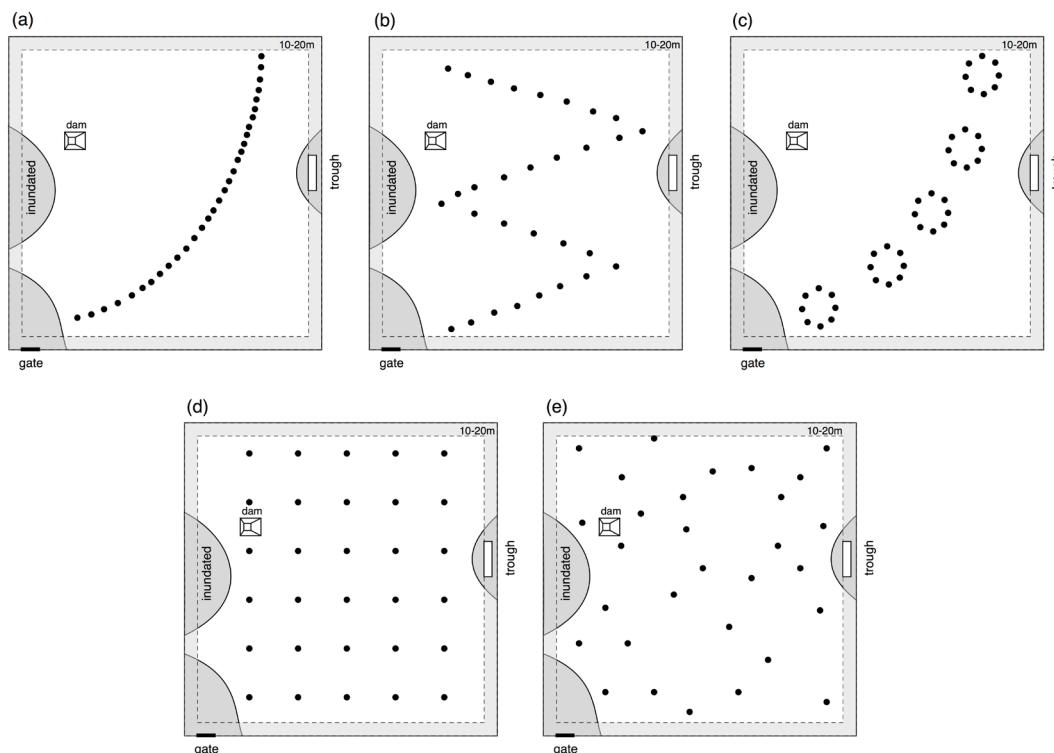 (a)
10-20m
dam
inundated
trough
gate
(b)
10-20m
dam
inundated
trough
gate
(c)
10-20m
dam
inundated
trough
gate
(d)
10-20m
dam
inundated
trough
gate
(e)
10-20m
dam
inundated
trough
gate